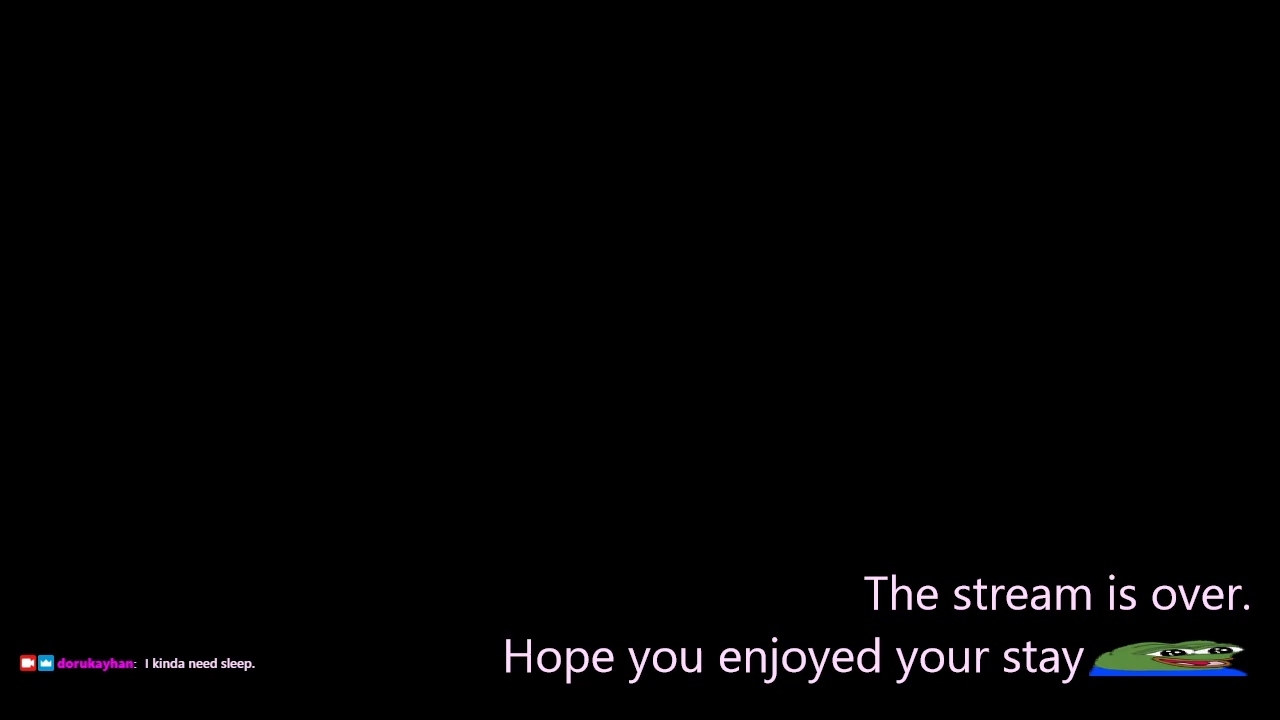 The stream is over.
Hope you enjoyed your stay
dorukayhan: I kinda need sleep.